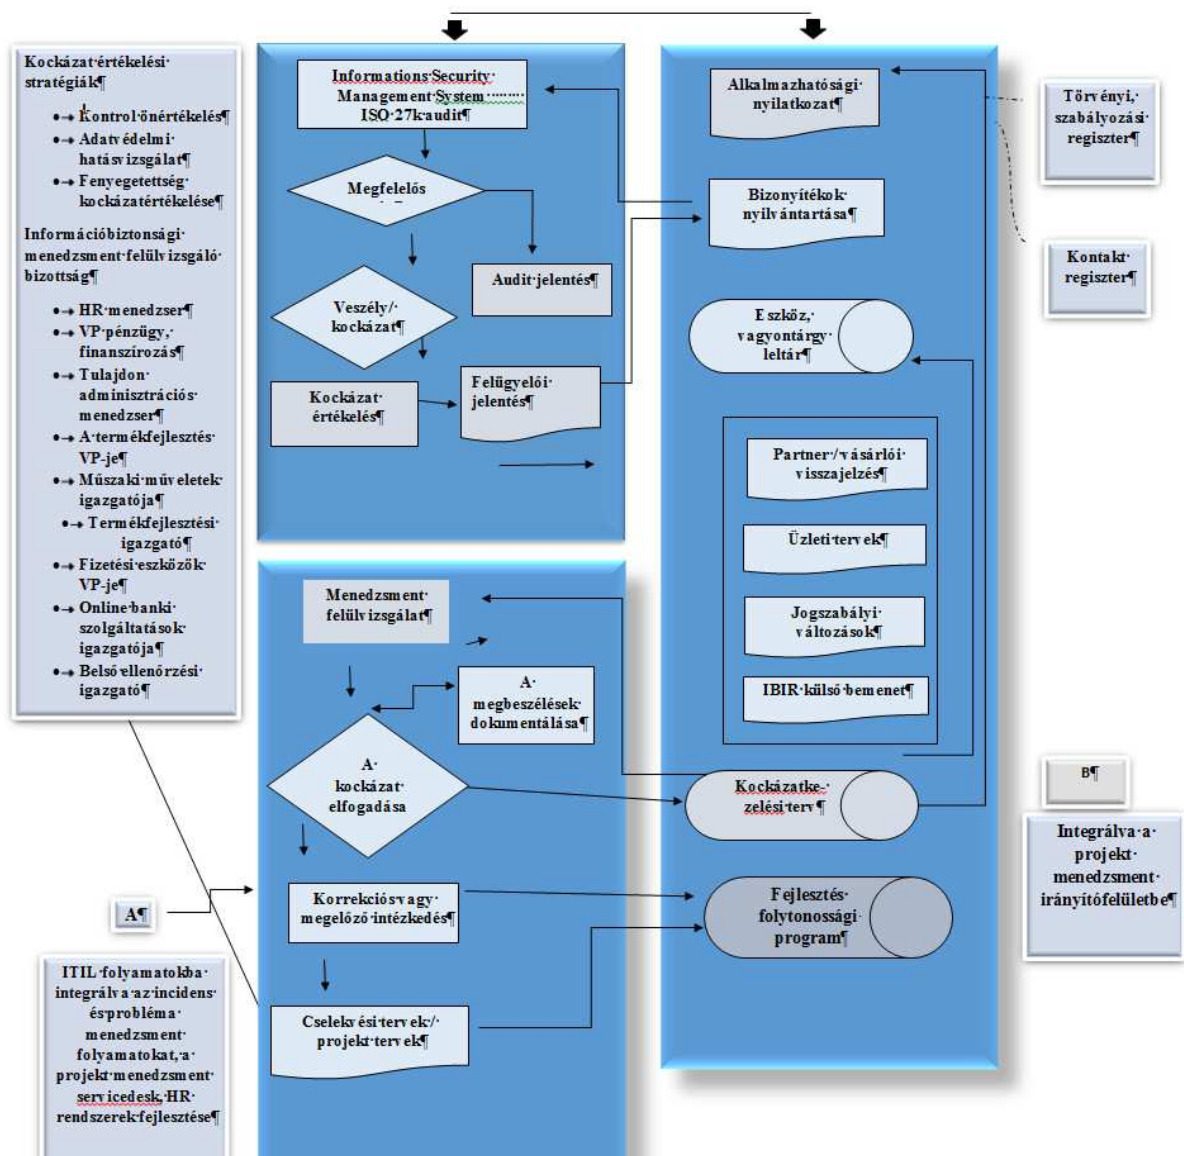 Kockázat értékelési
stratégiák¶
Kontrol önértékelés¶
Adatvédelmi
hatásvizsgálat¶
Fenyegetettség
kockázatértékelése¶
Információbiztonsági
menedzsment felülvizsgáló
bizottság¶
HR menedzser¶
VP pénzügy,
finanszírozás¶
Tulajdon
adminisztrációs
menedzser¶
A termékfejlesztés
VP-je¶
Műszaki műveletek
igazgatója¶
Termékfejlesztési
igazgató¶
Fizetési eszközök
VP-je¶
Online banki
szolgáltatások
igazgatója¶
Belső ellenőrzési
igazgató¶
A¶
ITIL folyamatokba
integrálva az incidens
és probléma
menedzsment
folyamatokat, a
projekt menedzsment
servicedesk, HR
rendszerek fejlesztése¶
Informations Security
Management System ········
ISO 27k audit¶
Megfelelős
Audit jelentés¶
Veszély/
kockázat¶
Kockázat
értékelés¶
Felügyelői
jelentés¶
Menedzsment
felülvizsgálat¶
A
megbeszélések
dokumentálása¶
A
kockázat
elfogadása
Korrekciós vagy
megelőző intézkedés¶
Cselekvési tervek /
projekt tervek¶
Alkalmazhatósági
nyilatkozat¶
Bizonyítékok
nyilvántartása¶
Eszköz,
vagyontárgy
leltár¶
Partner / vásárlói
visszajelzés¶
Üzleti tervek¶
Jogszabályi
változások¶
IBIR külső bemenet¶
Kockázatke-
zelési terv¶
Fejlesztés
folytonossági
program¶
Törvényi,
szabályozási
regiszter¶
Kontakt
regiszter¶
B¶
Integrálva a
projekt
menedzsment
irányítófelületbe¶